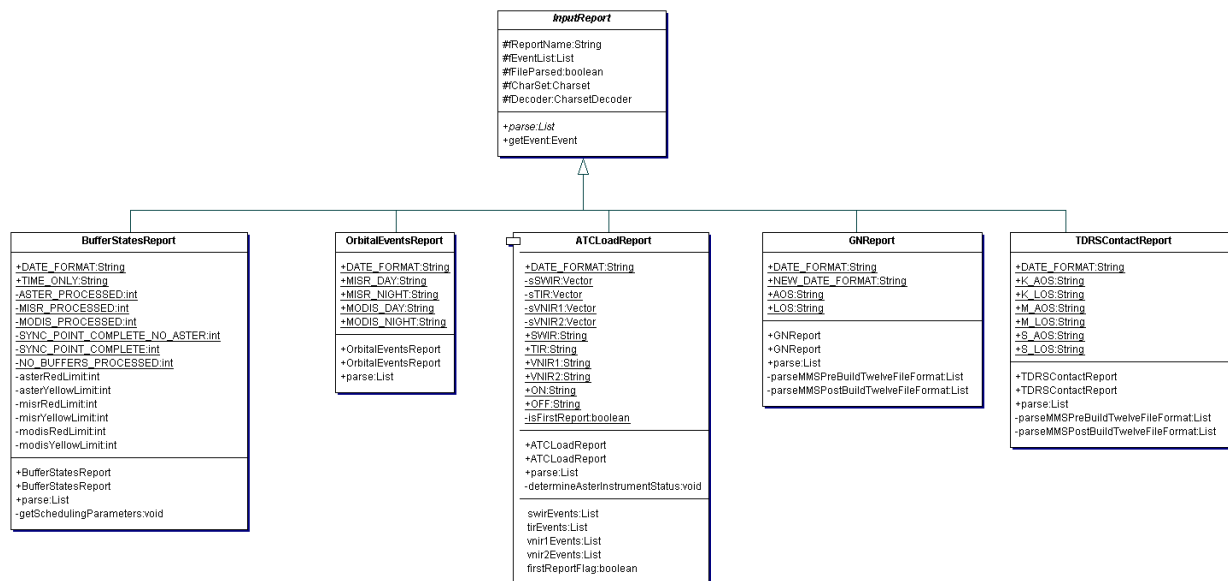 InputReport
#fReportName:String
#fEventList:List
#fFileParsed:boolean
#fCharSet:Charset
#fDecoder:CharsetDecoder
+parse:List
+getEvent:Event
BufferStatesReport
+DATE_FORMAT:String
+TIME_ONLY:String
-ASTER_PROCESSED:int
-MISR_PROCESSED:int
-MODIS_PROCESSED:int
-SYNC_POINT_COMPLETE_NO_ASTER:int
-SYNC_POINT_COMPLETE:int
-NO_BUFFERS_PROCESSED:int
-asterRedLimit:int
-asterYellowLimit:int
-misrRedLimit:int
-misrYellowLimit:int
-modisRedLimit:int
-modisYellowLimit:int
+BufferStatesReport
+BufferStatesReport
+parse:List
-getSchedulingParameters:void
OrbitalEventsReport
+DATE_FORMAT:String
+MISR_DAY:String
+MISR_NIGHT:String
+MODIS_DAY:String
+MODIS_NIGHT:String
+OrbitalEventsReport
+OrbitalEventsReport
+parse:List
ATCLoadReport
+DATE_FORMAT:String
-sSWIR:Vector
-sTIR:Vector
-sVNIR1:Vector
-sVNIR2:Vector
+SWIR:String
+TIR:String
+VNIR1:String
+VNIR2:String
+ON:String
+OFF:String
-isFirstReport:boolean
+ATCLoadReport
+ATCLoadReport
+parse:List
-determineAsterInstrumentStatus:void
swirEvents:List
tirEvents:List
vnir1Events:List
vnir2Events:List
firstReportFlag:boolean
GNReport
+DATE_FORMAT:String
+NEW_DATE_FORMAT:String
+AOS:String
+LOS:String
+GNReport
+GNReport
+parse:List
-parseMMSPreBuildTwelveFileFormat:List
-parseMMSPostBuildTwelveFileFormat:List
TDRSContactReport
+DATE_FORMAT:String
+K_AOS:String
+K_LOS:String
+M_AOS:String
+M_LOS:String
+S_AOS:String
+S_LOS:String
+TDRSContactReport
+TDRSContactReport
+parse:List
-parseMMSPreBuildTwelveFileFormat:List
-parseMMSPostBuildTwelveFileFormat:List